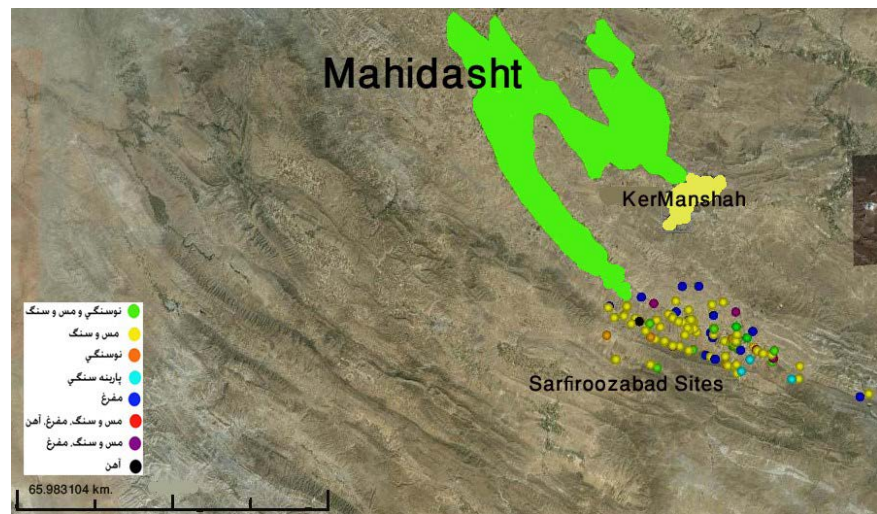 Mahidasht
KerManshah
نوسنگي و مس و سنگ
مس و سنگ
نوسنگي
پارینه سنگي
مفرغ
مس و سنگ، مفرغ، آهن
مس و سنگ، مفرغ
آهن
Sarfiroozabad Sites
65.983104 km.